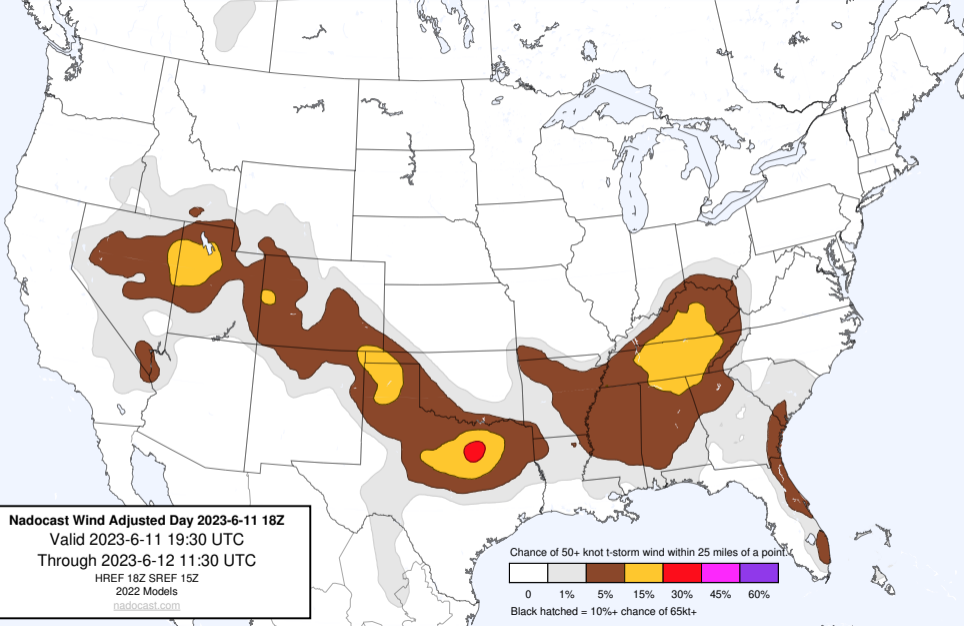 Nadocast Wind Adjusted Day 2023-6-11 18Z
Valid 2023-6-11 19:30 UTC
Through 2023-6-12 11:30 UTC
HREF 18Z SREF 15Z
2022 Models
nadocast.com
Chance of 50+ knot t-storm wind within 25 miles of a point.
0 1% 5% 15% 30% 45% 60%
Black hatched = 10%+ chance of 65kt+